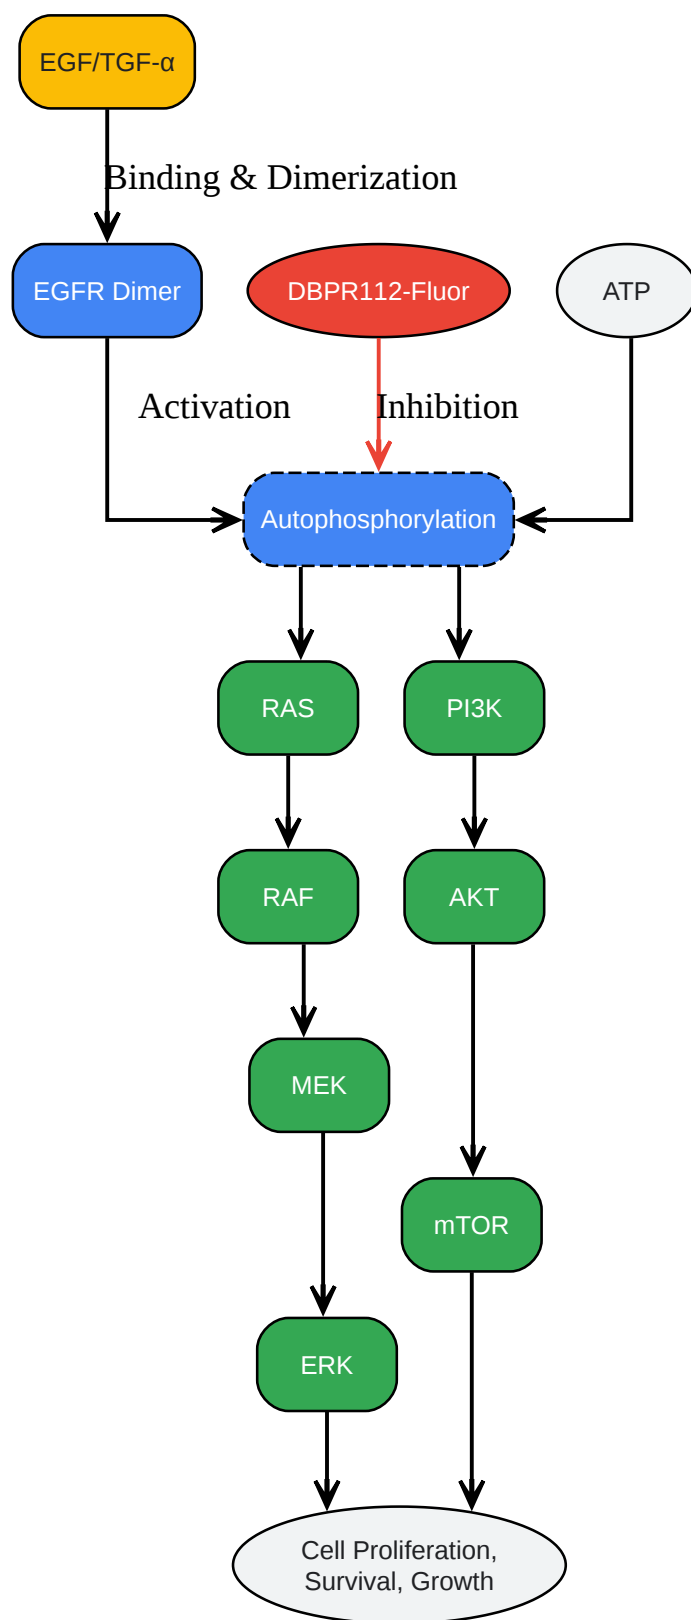 EGF/TGF-α
Binding & Dimerization
EGFR Dimer
DBPR112-Fluor
ATP
Activation
Inhibition
Autophosphorylation
RAS
PI3K
RAF
AKT
MEK
mTOR
ERK
Cell Proliferation,
Survival, Growth